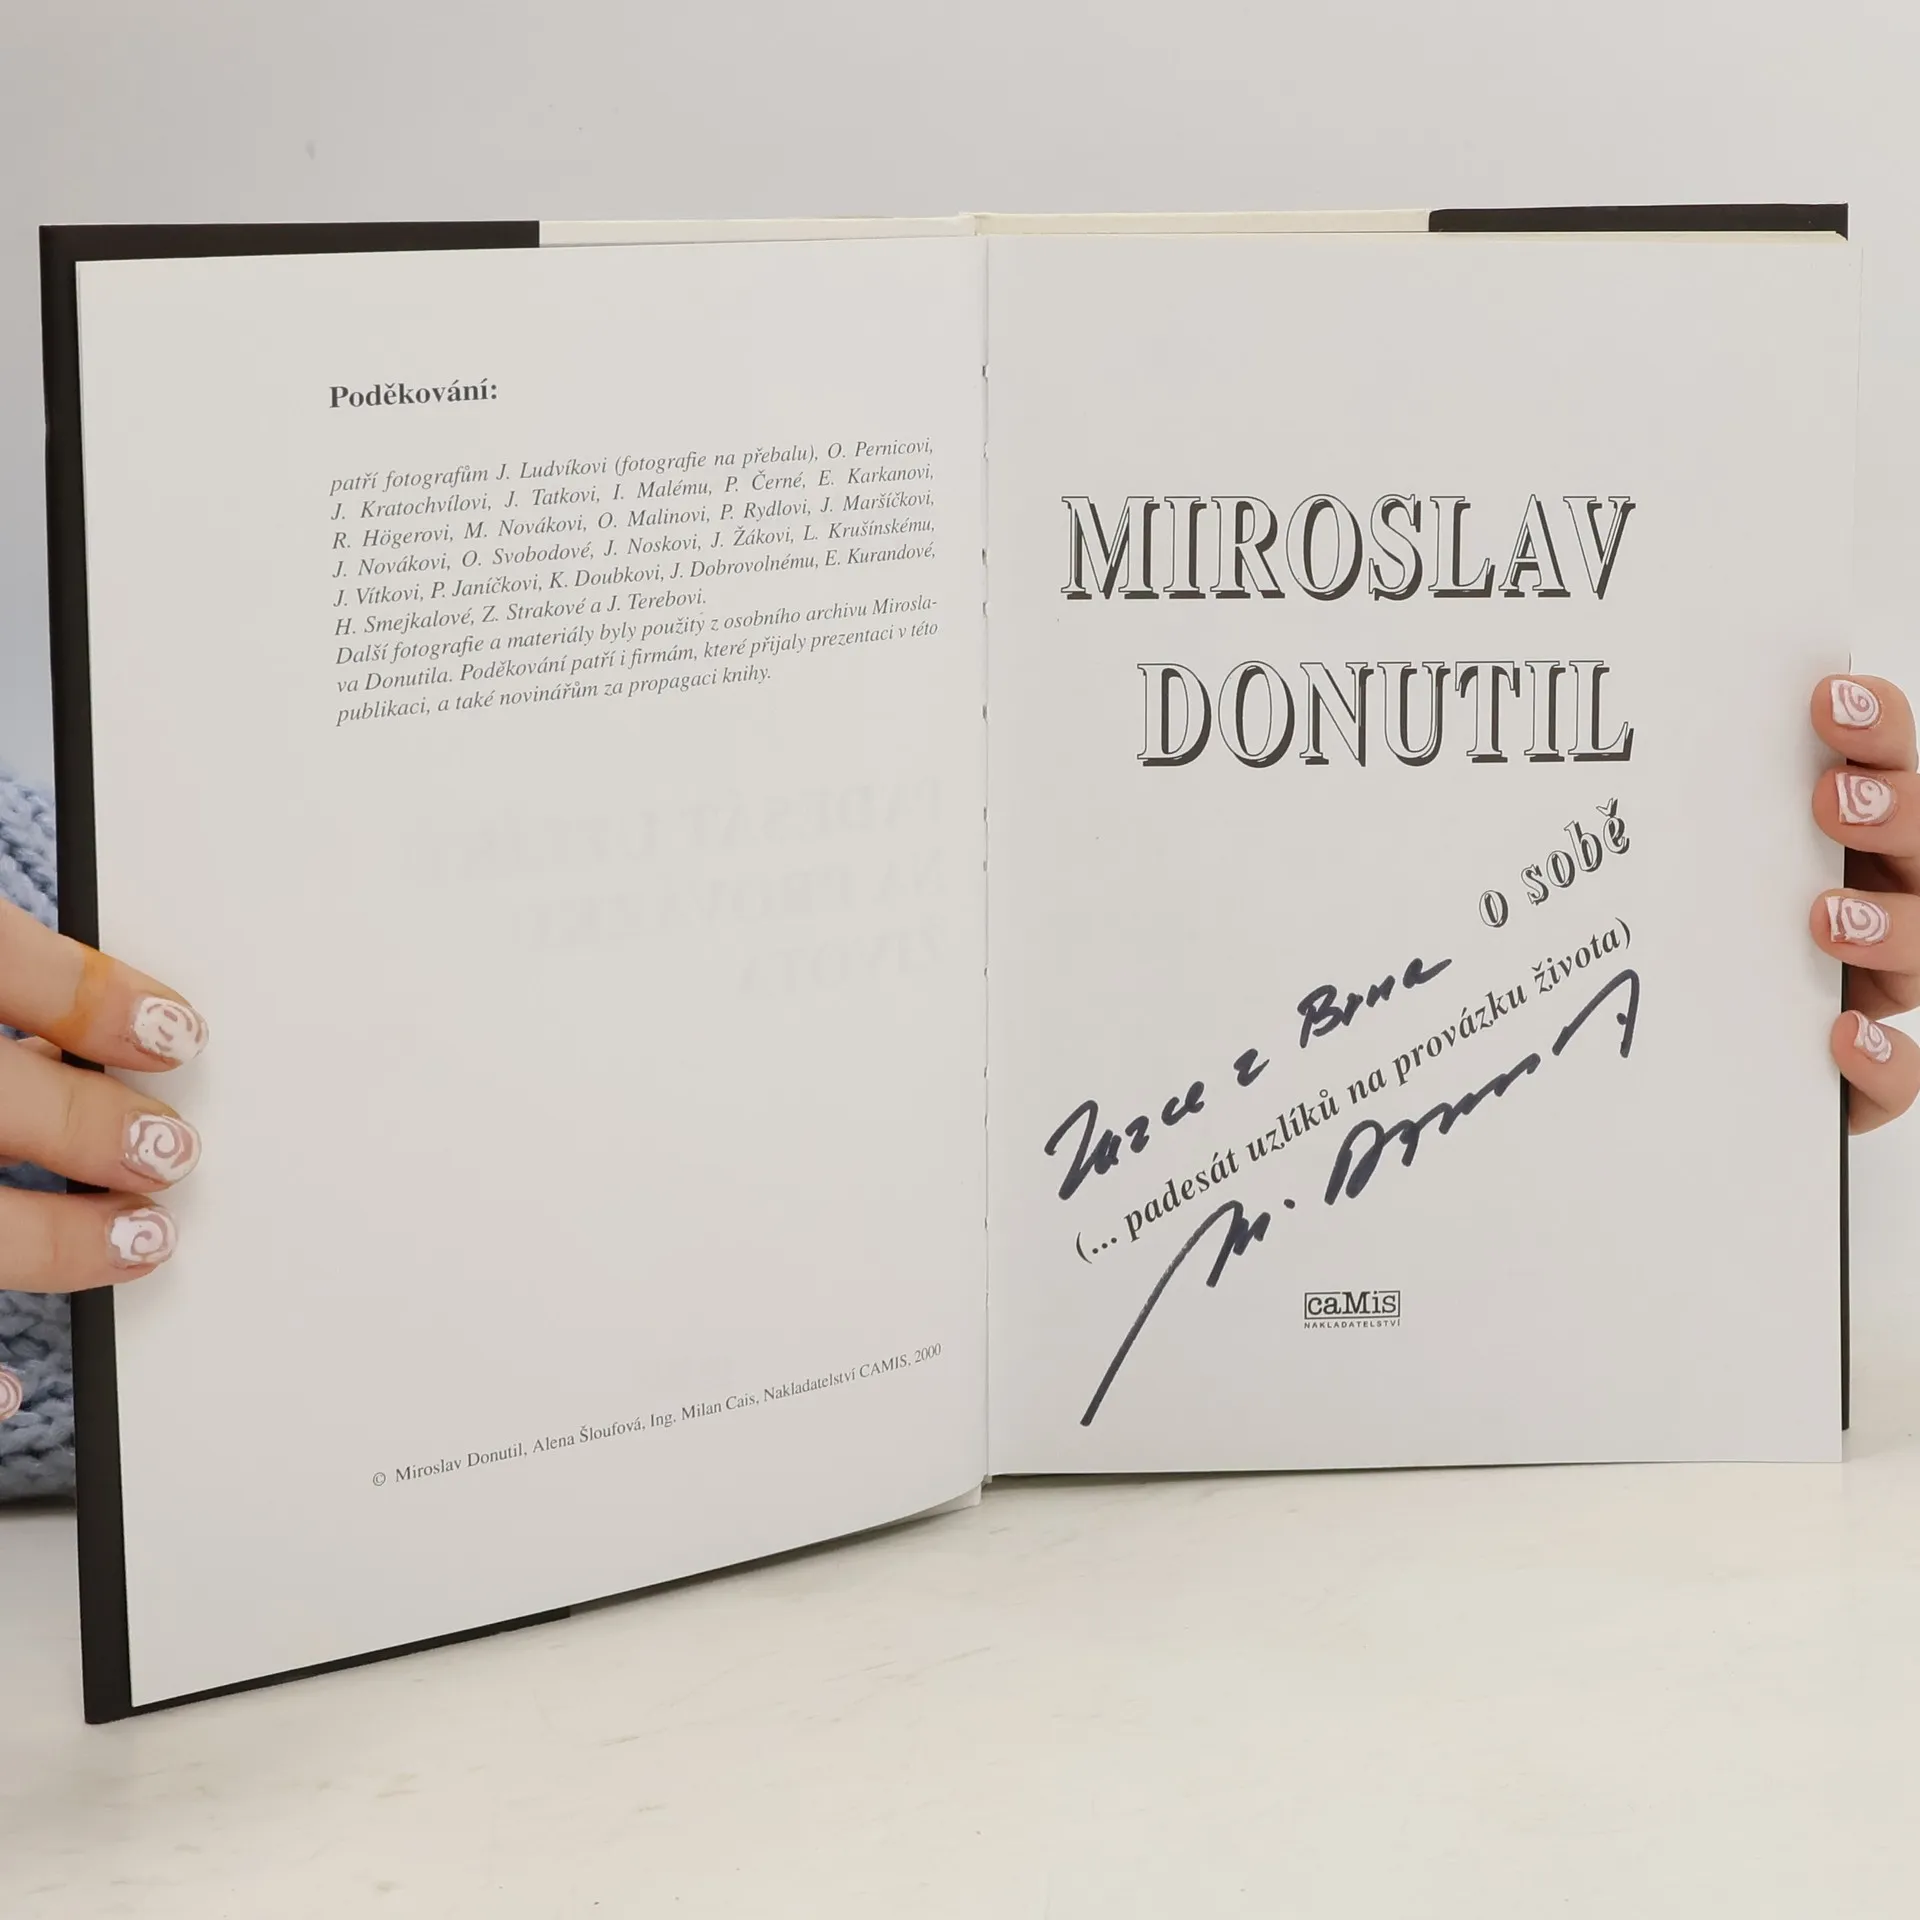 Poděkování:
patří fotografům J. Ludvíkovi (fotografie na přebalu), O. Pernicovi,
J. Kratochvílovi, J. Tatkovi, I. Malému, P. Černé, E. Karkanovi,
R. Högerovi, M. Novákovi, O. Malinovi, P. Rydlovi, J. Maršíčkovi,
J. Novákovi, O. Svobodové, J. Noskovi, J. Žákovi, L. Krušínskému,
J. Vítkovi, P. Janíčkovi, K. Doubkovi, J. Dobrovolnému, E. Kurandové,
H. Smejkalové, Z. Strakové a J. Terebovi.
Další fotografie a materiály byly použity z osobního archivu Mirosla-
va Donutila. Poděkování patří i firmám, které přijaly prezentaci v této
publikaci, a také novinářům za propagaci knihy.
© Miroslav Donutil, Alena Šloufová, Ing. Milan Cais, Nakladatelství CAMIS, 2000
MIROSLAV
DONUTIL
o sobě
z Brna
(... padesát uzlíků na provázku života)
M. Donutil
caMis
NAKLADATELSTVÍ